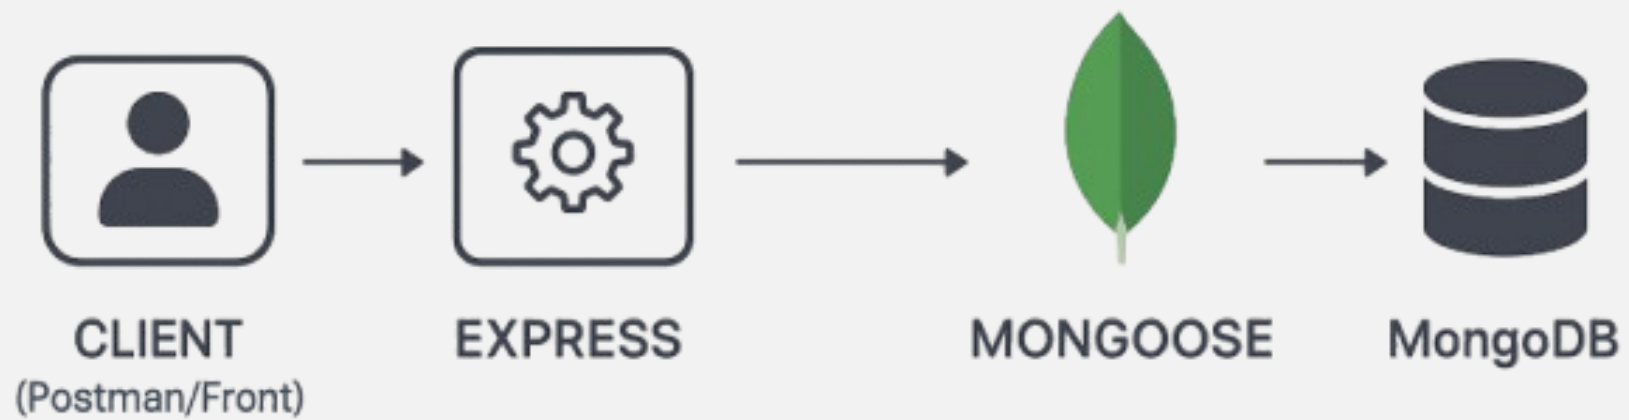 CLIENT
(Postman/Front)
EXPRESS
MONGOOSE
MongoDB